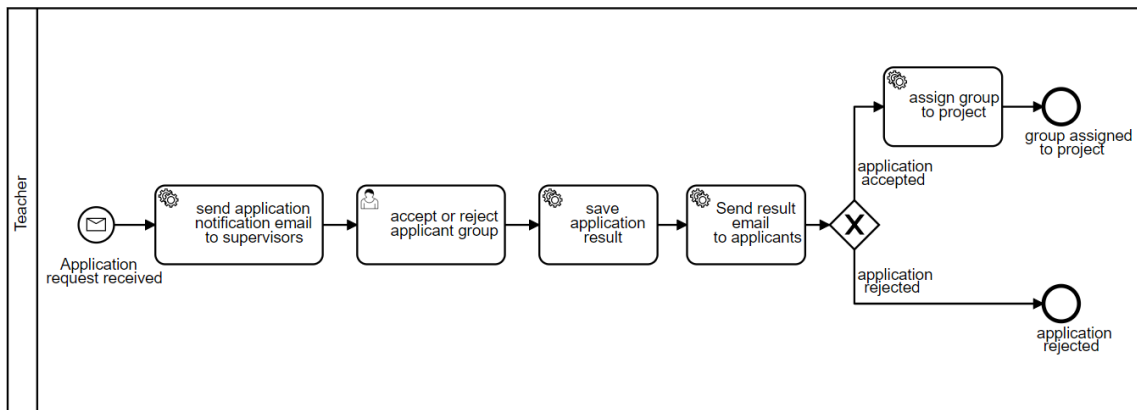 Teacher
Application
request received
send application
notification email
to supervisors
accept or reject
applicant group
save
application
result
Send result
email
to applicants
X
application
accepted
assign group
to project
group assigned
to project
application
rejected
application
rejected